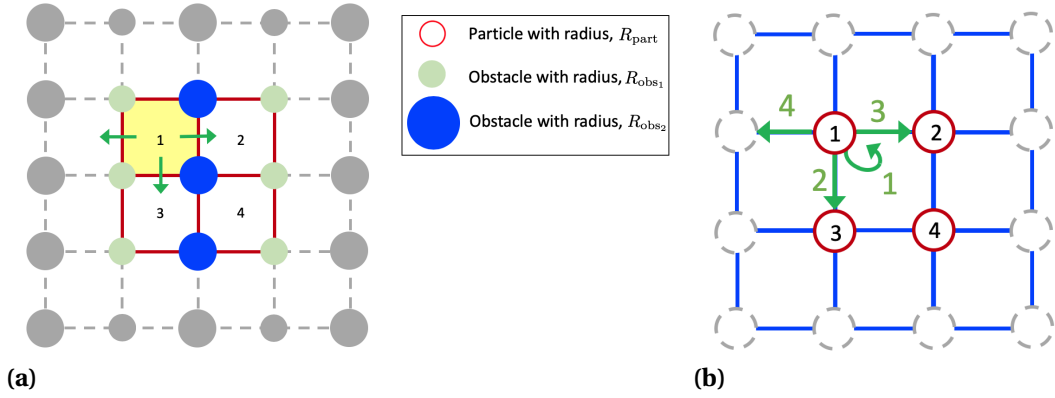 Particle with radius, R_part
Obstacle with radius, R_obs₁
Obstacle with radius, R_obs₂
1
2
3
4
4
3
1
2
2
1
3
4
(a)
(b)